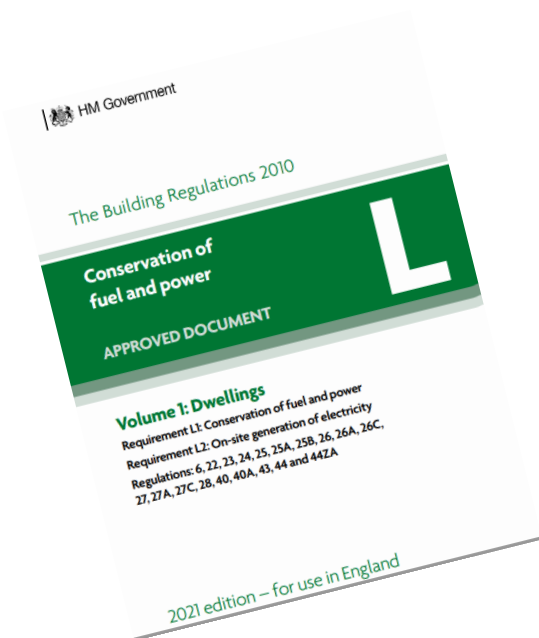 HM Government
The Building Regulations 2010
Conservation of
fuel and power
L
APPROVED DOCUMENT
Volume 1: Dwellings
Requirement L1: Conservation of fuel and power
Requirement L2: On-site generation of electricity
Regulations: 6, 22, 23, 24, 25, 25A, 25B, 26, 26A, 26C,
27, 27A, 27C, 28, 40, 40A, 43, 44 and 44ZA
2021 edition – for use in England